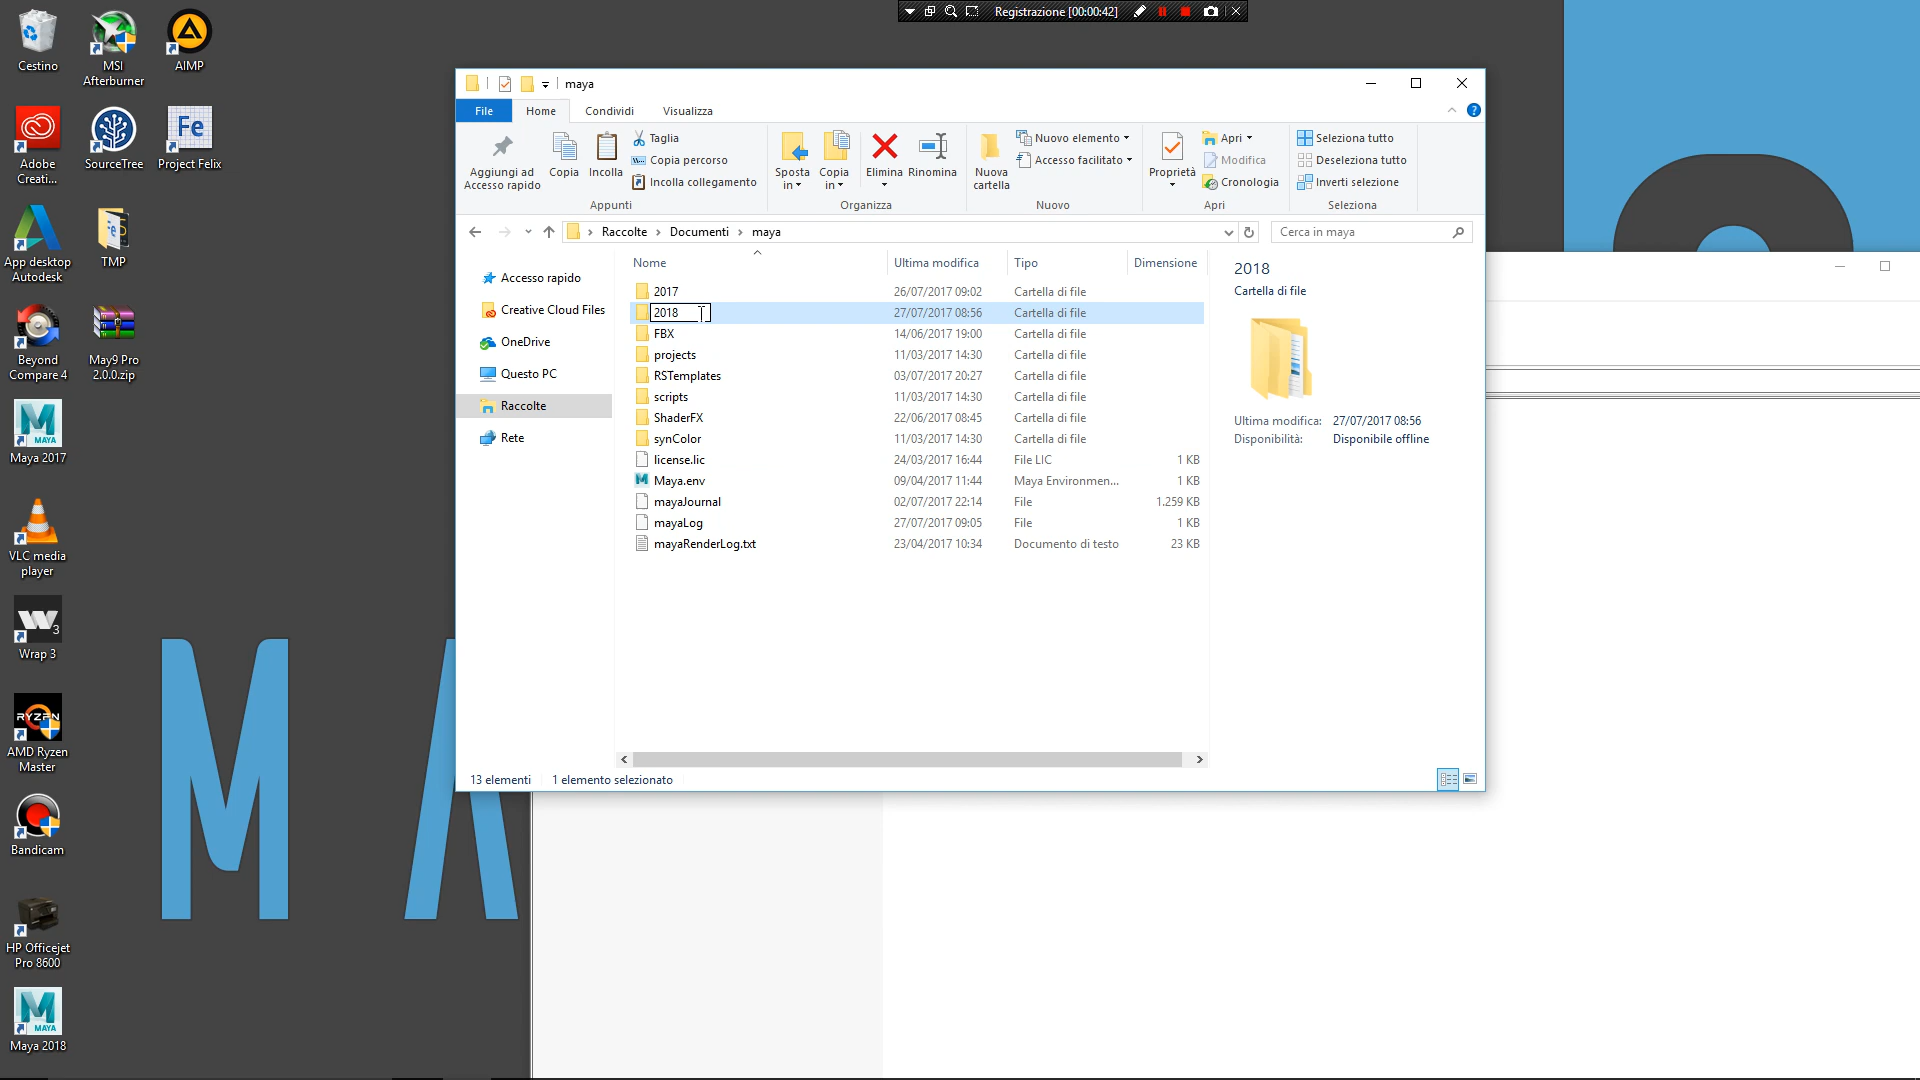 Registrazione [00:00:42]
Cestino
MSI Afterburner
AIMP
Adobe Creati...
SourceTree
Project Felix
App desktop Autodesk
TMP
Beyond Compare 4
May9 Pro 2.0.0.zip
Maya 2017
VLC media player
Wrap 3
AMD Ryzen Master
Bandicam
HP Officejet Pro 8600
Maya 2018
MAYA
MAYA
RYZEN
Fe
W 3
M A
maya
File Home Condividi Visualizza
Aggiungi ad Accesso rapido
Copia
Incolla
Taglia
Copia percorso
Incolla collegamento
Appunti
Sposta in
Copia in
Elimina
Rinomina
Organizza
Nuova cartella
Nuovo elemento
Accesso facilitato
Nuovo
Proprietà
Apri
Modifica
Cronologia
Apri
Seleziona tutto
Deseleziona tutto
Inverti selezione
Seleziona
Raccolte > Documenti > maya
Cerca in maya
Accesso rapido
Creative Cloud Files
OneDrive
Questo PC
Raccolte
Rete
Nome Ultima modifica Tipo Dimensione
2017 26/07/2017 09:02 Cartella di file
2018 27/07/2017 08:56 Cartella di file
FBX 14/06/2017 19:00 Cartella di file
projects 11/03/2017 14:30 Cartella di file
RSTemplates 03/07/2017 20:27 Cartella di file
scripts 11/03/2017 14:30 Cartella di file
ShaderFX 22/06/2017 08:45 Cartella di file
synColor 11/03/2017 14:30 Cartella di file
license.lic 24/03/2017 16:44 File LIC 1 KB
Maya.env 09/04/2017 11:44 Maya Environmen... 1 KB
mayaJournal 02/07/2017 22:14 File 1.259 KB
mayaLog 27/07/2017 09:05 File 1 KB
mayaRenderLog.txt 23/04/2017 10:34 Documento di testo 23 KB
2018
Cartella di file
Ultima modifica: 27/07/2017 08:56
Disponibilità: Disponibile offline
13 elementi 1 elemento selezionato